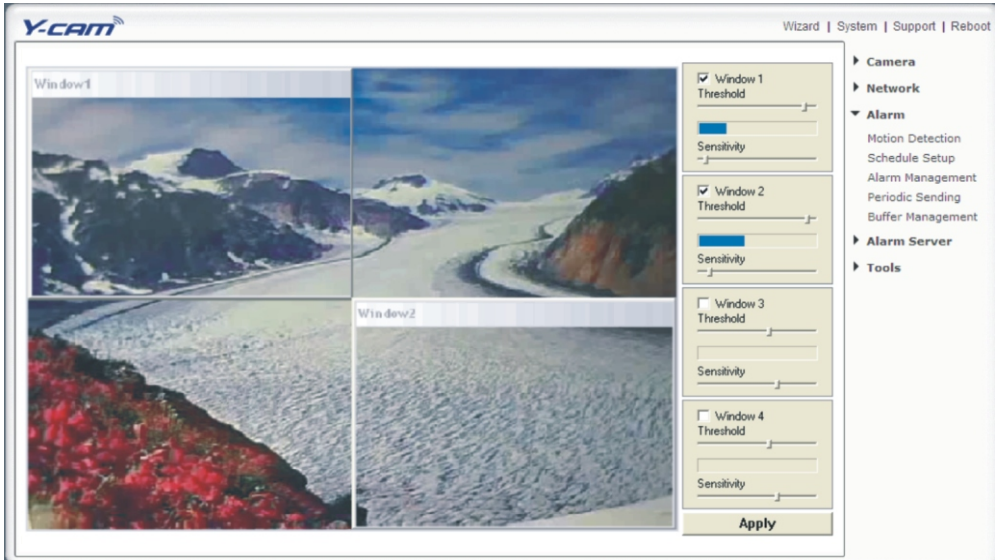 Y-cam
Wizard | System | Support | Reboot
Window1
Window2
Window 1
Threshold
Sensitivity
Window 2
Threshold
Sensitivity
Window 3
Threshold
Sensitivity
Window 4
Threshold
Sensitivity
Apply
Camera
Network
Alarm
Motion Detection
Schedule Setup
Alarm Management
Periodic Sending
Buffer Management
Alarm Server
Tools